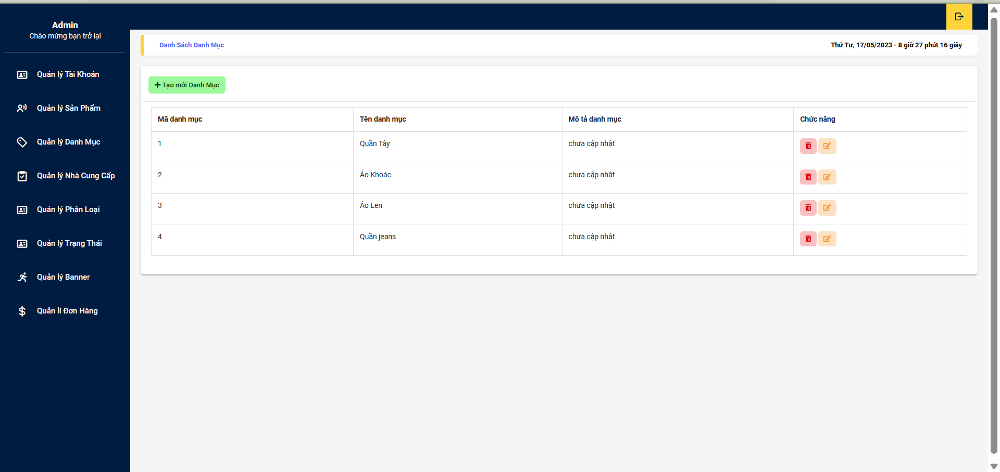 Admin
Chào mừng bạn trở lại
Quản lý Tài Khoản
Quản lý Sản Phẩm
Quản lý Danh Mục
Quản lý Nhà Cung Cấp
Quản lý Phân Loại
Quản lý Trạng Thái
Quản lý Banner
Quản lí Đơn Hàng
Danh Sách Danh Mục
Thứ Tư, 17/05/2023 - 8 giờ 27 phút 16 giây
Tạo mới Danh Mục
Mã danh mục Tên danh mục Mô tả danh mục Chức năng
1 Quần Tây chưa cập nhật
2 Áo Khoác chưa cập nhật
3 Áo Len chưa cập nhật
4 Quần jeans chưa cập nhật